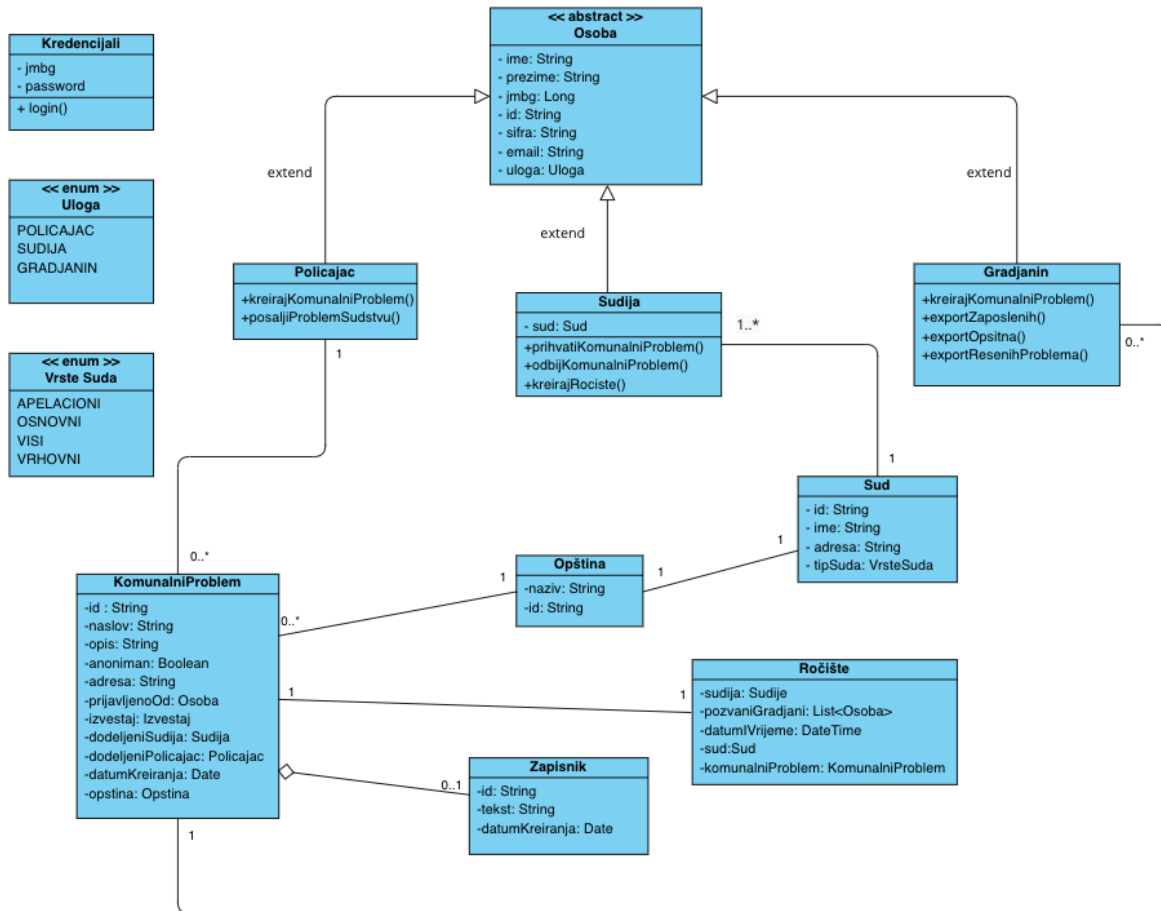 << abstract >>
Osoba
- ime: String
- prezime: String
- jmbg: Long
- id: String
- sifra: String
- email: String
- uloga: Uloga
Kredencijali
- jmbg
- password
+ login()
<< enum >>
Uloga
POLICAJAC
SUDIJA
GRADJANIN
<< enum >>
Vrste Suda
APELACIONI
OSNOVNI
VISI
VRHOVNI
extend
extend
extend
Policajac
+kreirajKomunalniProblem()
+posaljiProblemSudstvu()
1
Sudija
- sud: Sud
+prihvatiKomunalniProblem()
+odbijKomunalniProblem()
+kreirajRociste()
1..*
Gradjanin
+kreirajKomunalniProblem()
+exportZaposlenih()
+exportOpsitna()
+exportResenihProblema()
0..*
1
Sud
- id: String
- ime: String
- adresa: String
- tipSuda: VrsteSuda
1
Opština
-naziv: String
-id: String
1
1
0..*
0..*
KomunalniProblem
-id : String
-naslov: String
-opis: String
-anoniman: Boolean
-adresa: String
-prijavljenoOd: Osoba
-izvestaj: Izvestaj
-dodeljeniSudija: Sudija
-dodeljeniPolicajac: Policajac
-datumKreiranja: Date
-opstina: Opstina
1
1
Ročište
-sudija: Sudije
-pozvaniGradjani: List<Osoba>
-datumIVrijeme: DateTime
-sud:Sud
-komunalniProblem: KomunalniProblem
0..1
Zapisnik
-id: String
-tekst: String
-datumKreiranja: Date
1